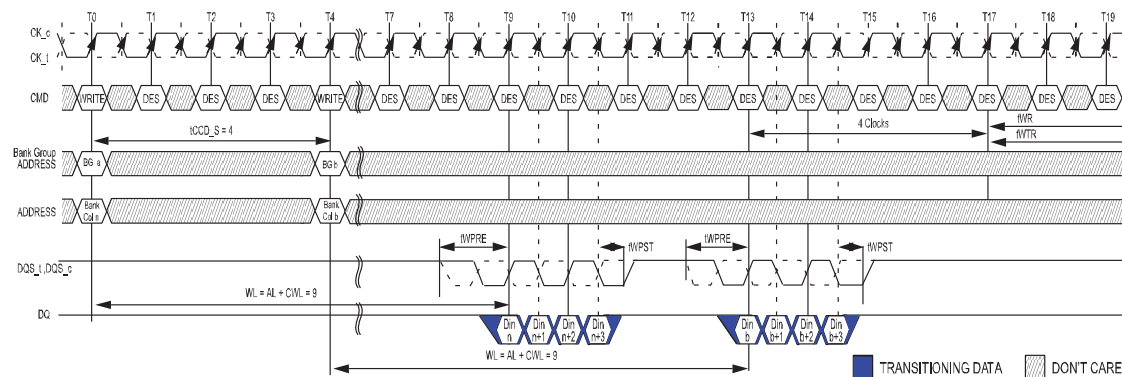 T0 T1 T2 T3 T4 T7 T8 T9 T10 T11 T12 T13 T14 T15 T16 T17 T18 T19
CK_c
CK_t
CMD WRITE DES DES DES WRITE DES DES DES DES DES DES DES DES DES DES DES DES DES
tCCD_S = 4
4 Clocks
tWR
tWTR
Bank Group
ADDRESS
BG a
BG b
ADDRESS
Bank
Col n
Bank
Col b
tWPRE
tWPST
tWPRE
tWPST
DQS_t ,DQS_c
WL = AL + CWL = 9
DQ
Din
n
Din
n+1
Din
n+2
Din
n+3
Din
b
Din
b+1
Din
b+2
Din
b+3
WL = AL + CWL = 9
TRANSITIONING DATA
DON'T CARE